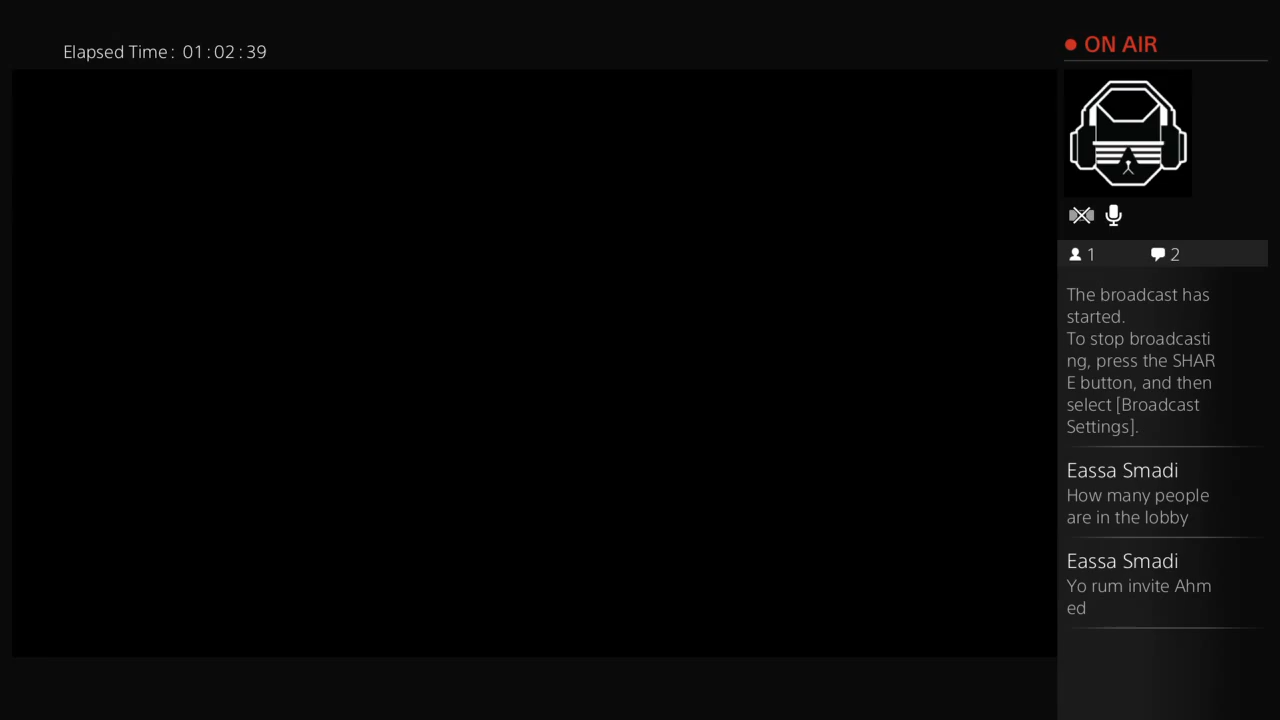 Elapsed Time: 01:02:39
ON AIR
1 2
The broadcast has
started.
To stop broadcasti
ng, press the SHAR
E button, and then
select [Broadcast
Settings].
Eassa Smadi
How many people
are in the lobby
Eassa Smadi
Yo rum invite Ahm
ed